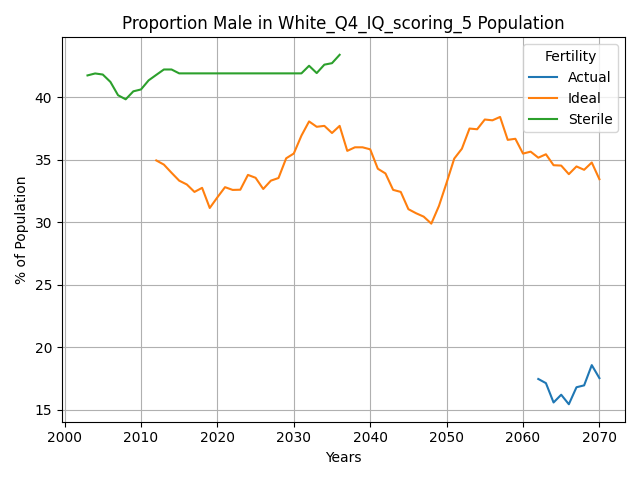 Proportion Male in White_Q4_IQ_scoring_5 Population
Fertility
Actual
Ideal
Sterile
% of Population
40
35
30
25
20
15
2000 2010 2020 2030 2040 2050 2060 2070
Years